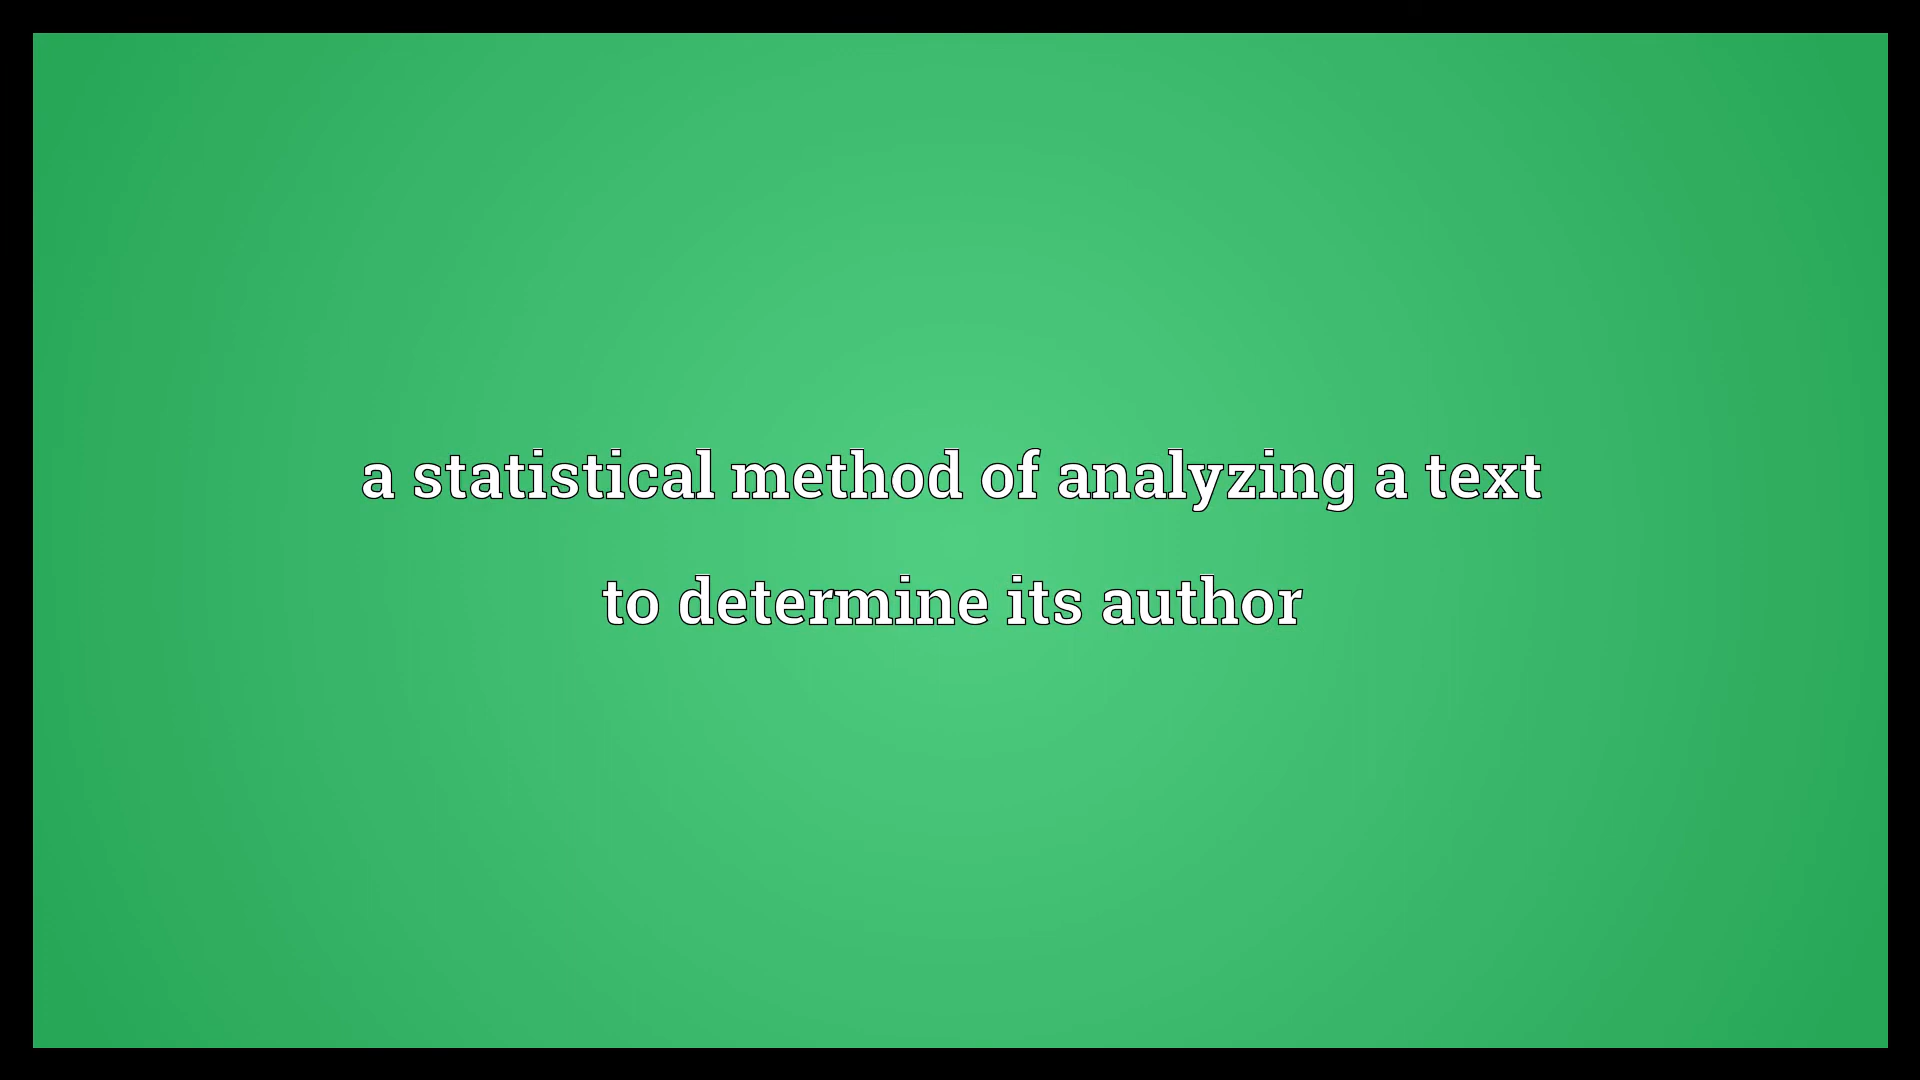 a statistical method of analyzing a text
to determine its author